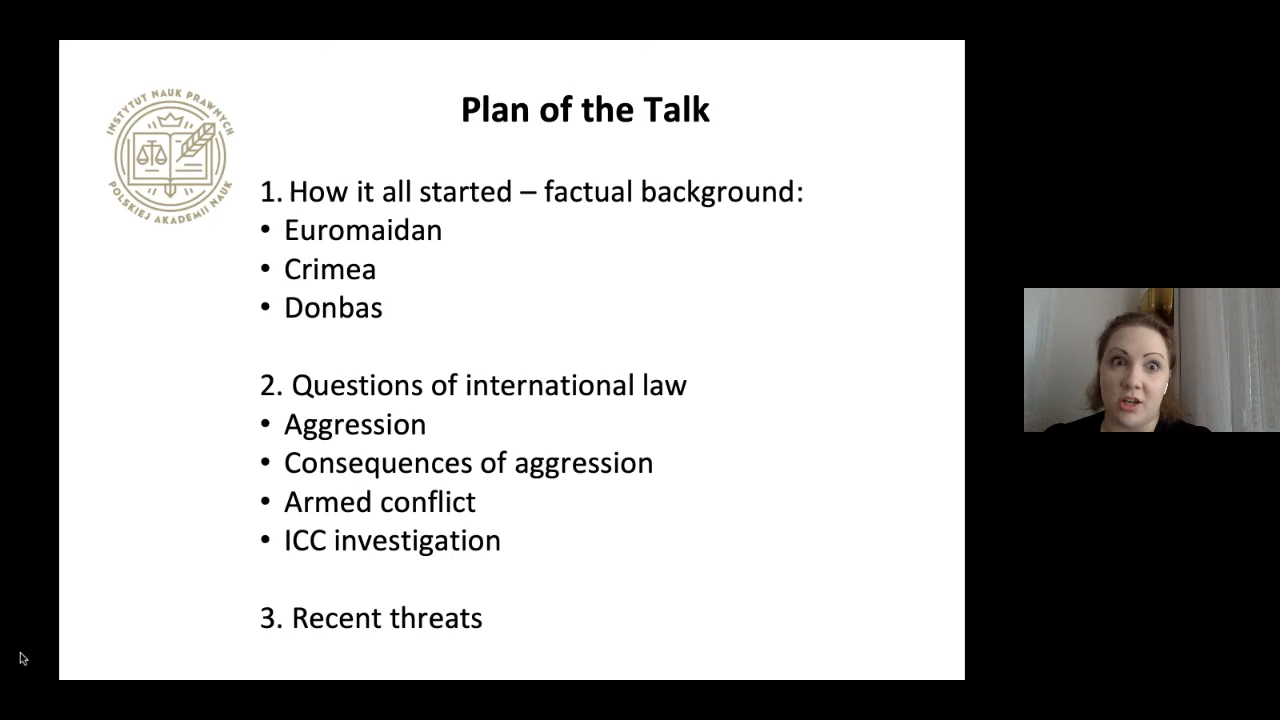 INSTYTUT NAUK PRAWNYCH
POLSKIEJ AKADEMII NAUK
Plan of the Talk
1. How it all started – factual background:
• Euromaidan
• Crimea
• Donbas
2. Questions of international law
• Aggression
• Consequences of aggression
• Armed conflict
• ICC investigation
3. Recent threats